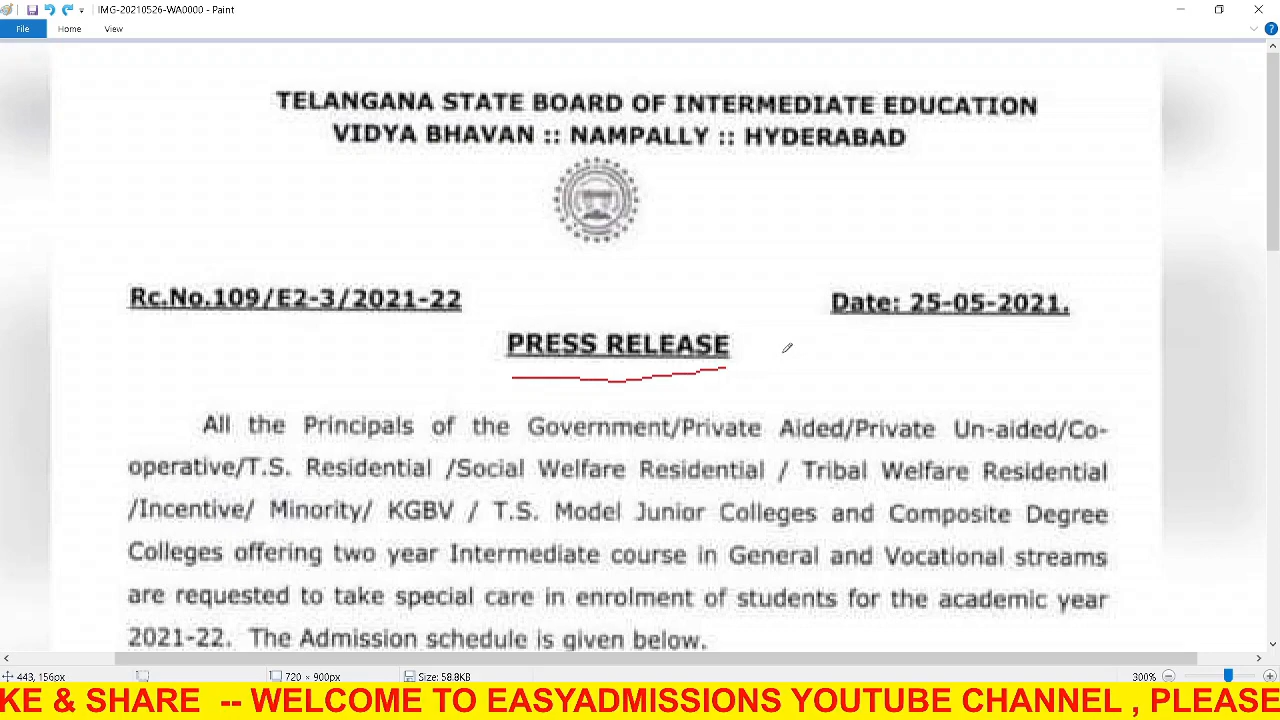 IMG-20210526-WA0000 - Paint
File Home View
TELANGANA STATE BOARD OF INTERMEDIATE EDUCATION
VIDYA BHAVAN :: NAMPALLY :: HYDERABAD
Rc.No.109/E2-3/2021-22 Date: 25-05-2021.
PRESS RELEASE
All the Principals of the Government/Private Aided/Private Un-aided/Co-
operative/T.S. Residential /Social Welfare Residential / Tribal Welfare Residential
/Incentive/ Minority/ KGBV / T.S. Model Junior Colleges and Composite Degree
Colleges offering two year Intermediate course in General and Vocational streams
are requested to take special care in enrolment of students for the academic year
2021-22. The Admission schedule is given below.
443, 156px 720 × 900px Size: 58.8KB 300%
KE & SHARE -- WELCOME TO EASYADMISSIONS YOUTUBE CHANNEL , PLEASE